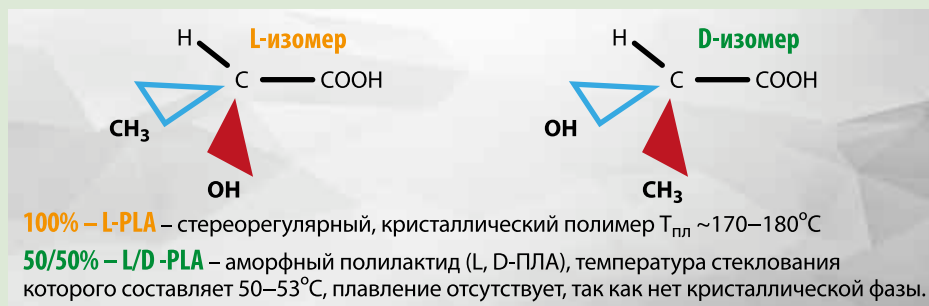 H L-изомер
C COOH
CH₃
OH
H D-изомер
C COOH
OH
CH₃
100% – L-PLA – стереорегулярный, кристаллический полимер Tпл ~170–180°C
50/50% – L/D -PLA – аморфный полилактид (L, D-ПЛА), температура стеклования
которого составляет 50–53°C, плавление отсутствует, так как нет кристаллической фазы.